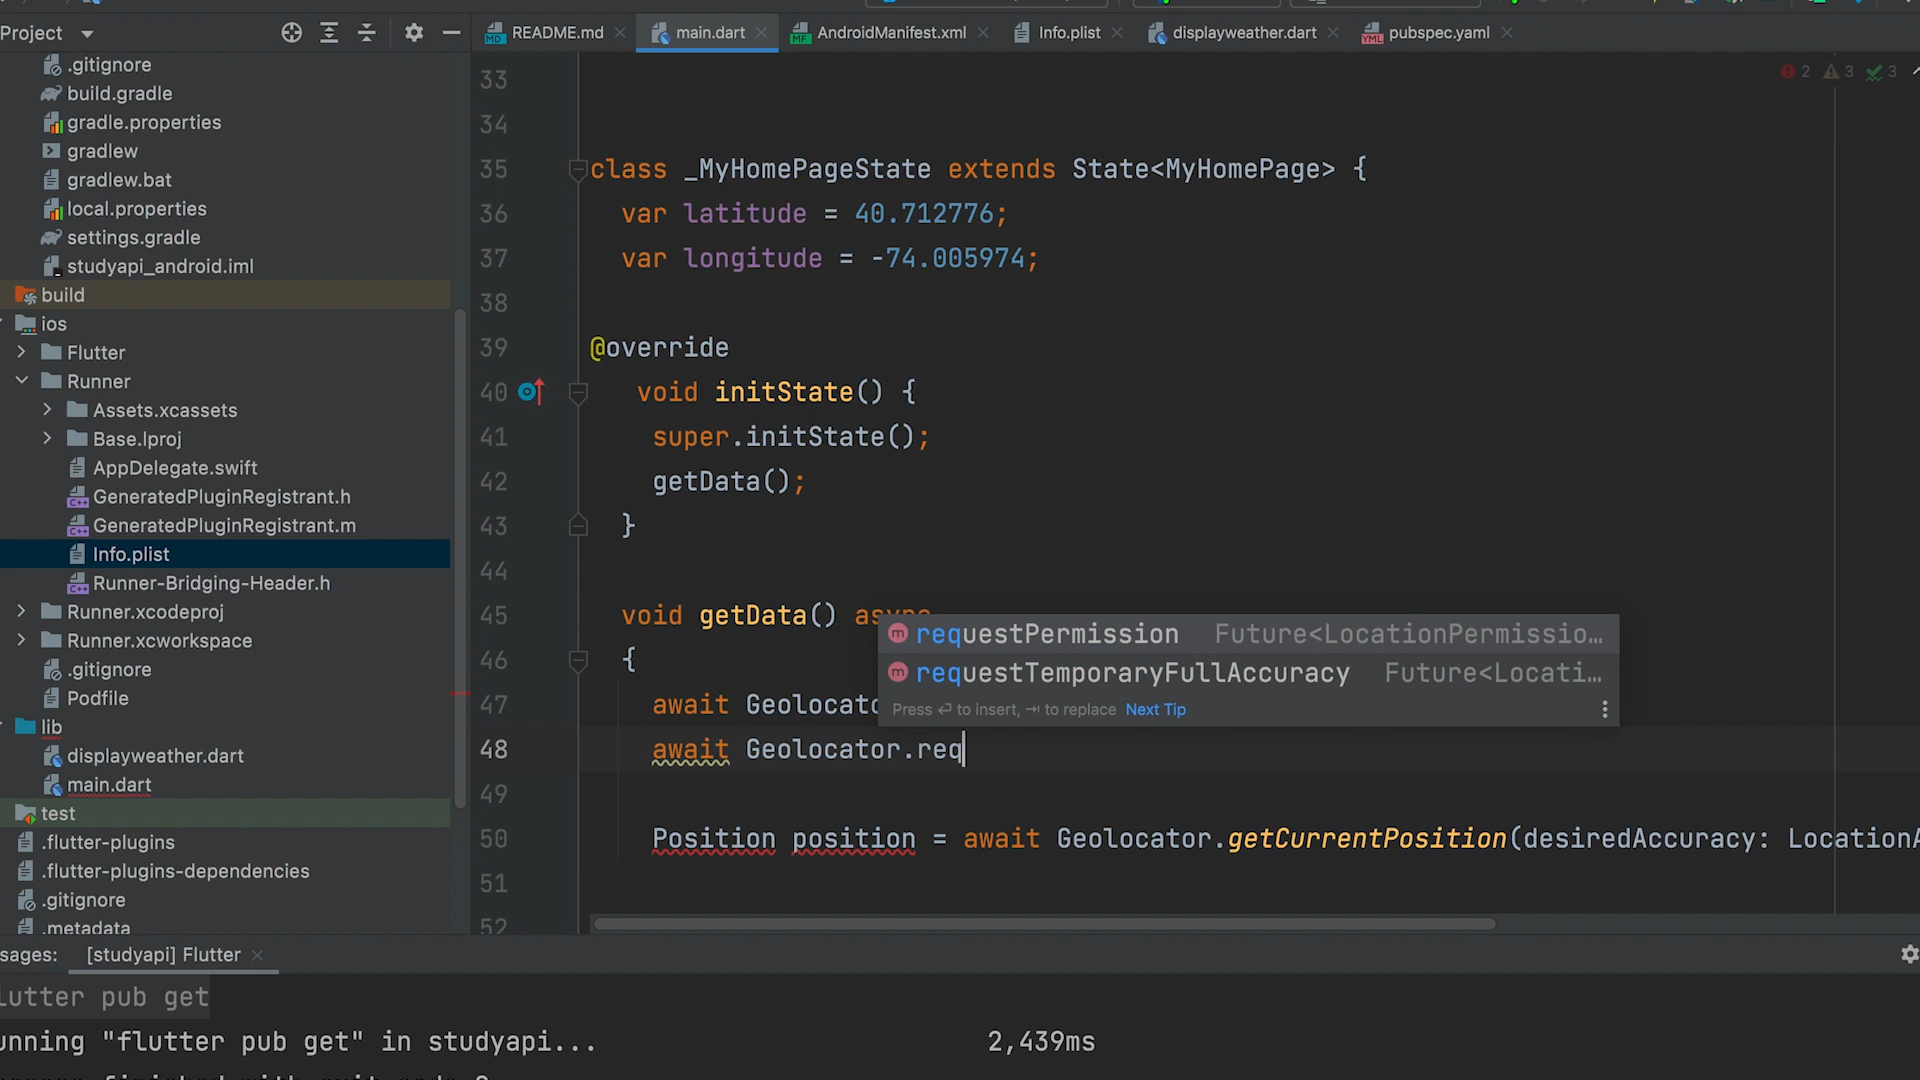 Project
README.md
main.dart
AndroidManifest.xml
Info.plist
displayweather.dart
pubspec.yaml
.gitignore
build.gradle
gradle.properties
gradlew
gradlew.bat
local.properties
settings.gradle
studyapi_android.iml
build
ios
Flutter
Runner
Assets.xcassets
Base.lproj
AppDelegate.swift
GeneratedPluginRegistrant.h
GeneratedPluginRegistrant.m
Info.plist
Runner-Bridging-Header.h
Runner.xcodeproj
Runner.xcworkspace
.gitignore
Podfile
lib
displayweather.dart
main.dart
test
.flutter-plugins
.flutter-plugins-dependencies
.gitignore
.metadata
2 3 3
33
34
35 class _MyHomePageState extends State<MyHomePage> {
36 var latitude = 40.712776;
37 var longitude = -74.005974;
38
39 @override
40 void initState() {
41 super.initState();
42 getData();
43 }
44
45 void getData() async
46 {
47 await Geolocato
48 await Geolocator.req
49
50 Position position = await Geolocator.getCurrentPosition(desiredAccuracy: LocationA
51
52
requestPermission Future<LocationPermissio...
requestTemporaryFullAccuracy Future<Locati...
Press ⏎ to insert, ⇥ to replace Next Tip
sages: [studyapi] Flutter
lutter pub get
unning "flutter pub get" in studyapi... 2,439ms